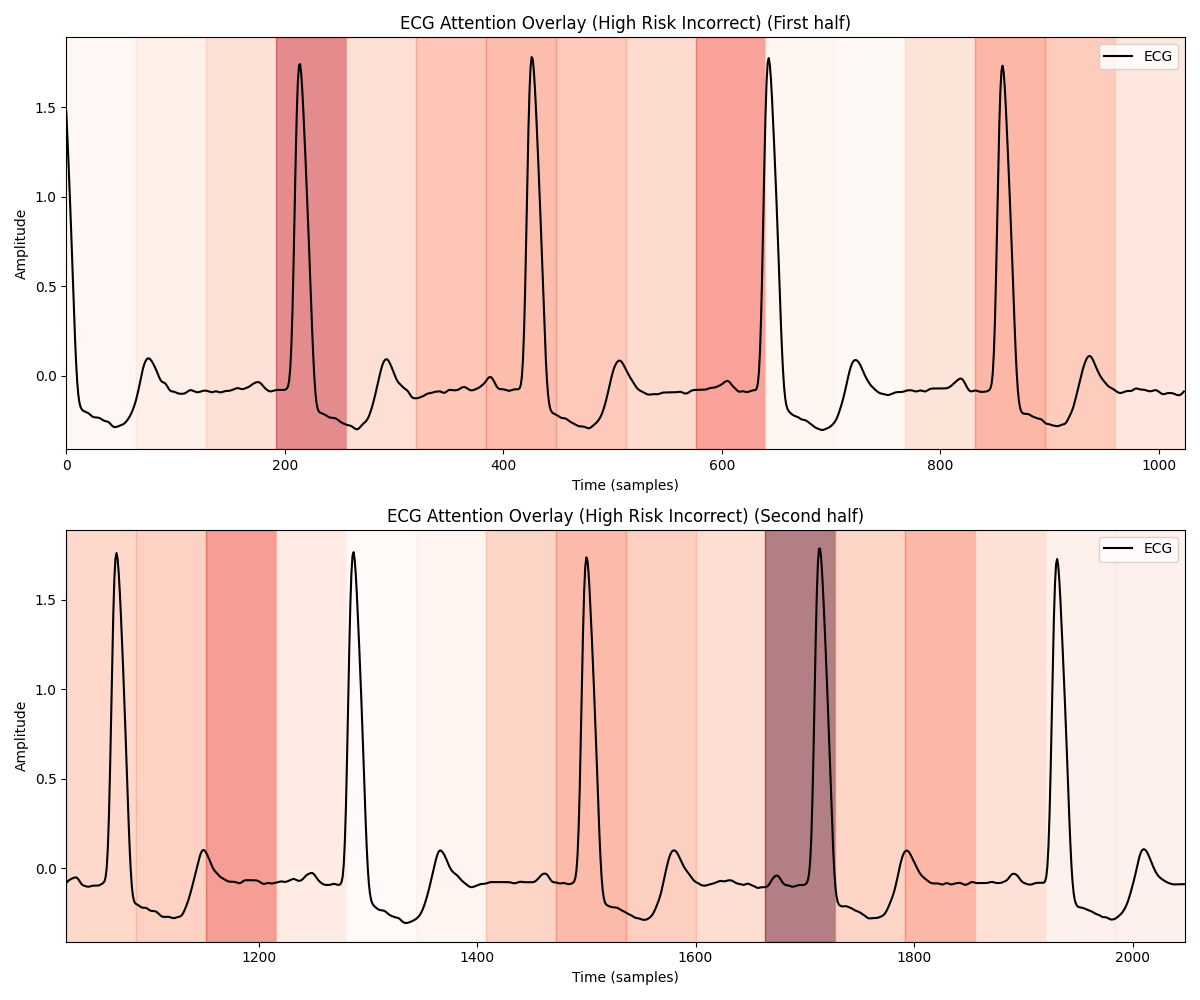 ECG Attention Overlay (High Risk Incorrect) (First half)
ECG
Amplitude
1.5
1.0
0.5
0.0
0 200 400 600 800 1000
Time (samples)
ECG Attention Overlay (High Risk Incorrect) (Second half)
ECG
Amplitude
1.5
1.0
0.5
0.0
1200 1400 1600 1800 2000
Time (samples)